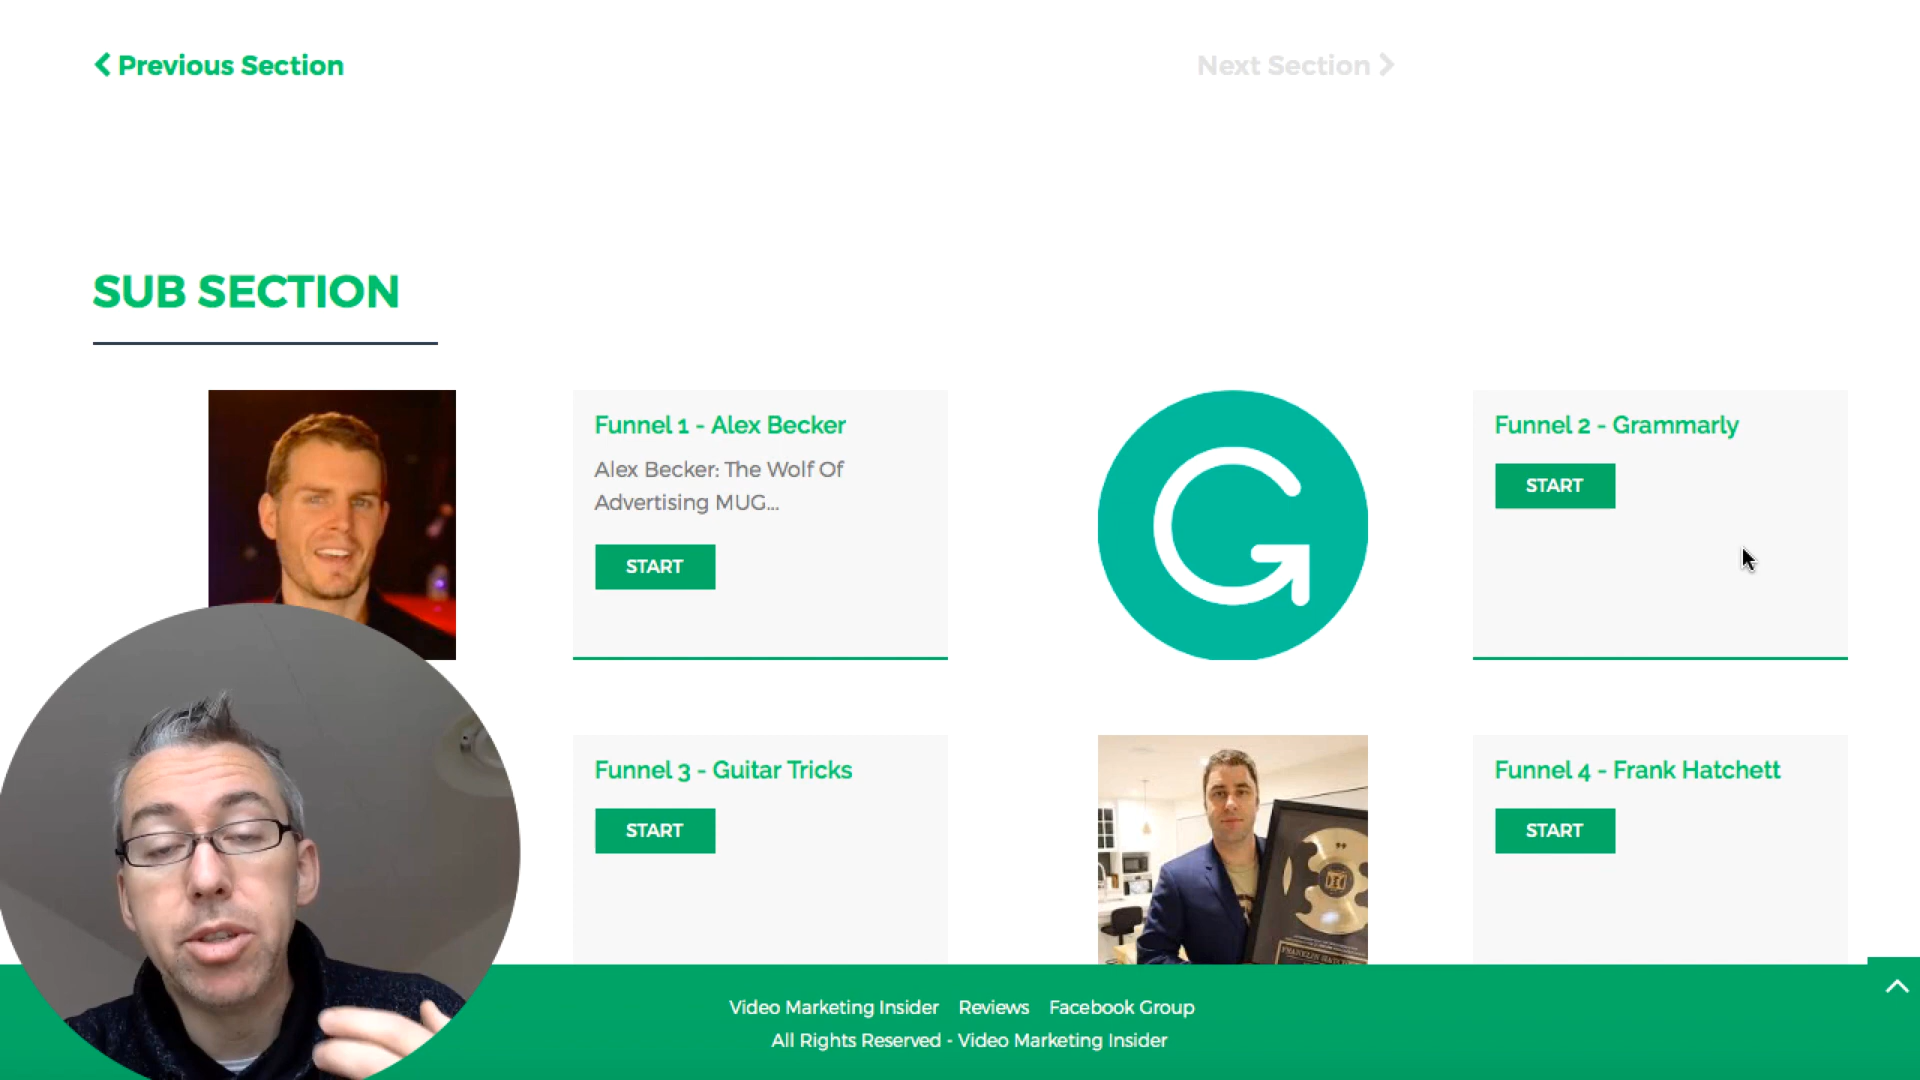 Previous Section
Next Section
SUB SECTION
Funnel 1 - Alex Becker
Alex Becker: The Wolf Of
Advertising MUG...
START
Funnel 2 - Grammarly
START
Funnel 3 - Guitar Tricks
START
Funnel 4 - Frank Hatchett
START
Video Marketing Insider Reviews Facebook Group
All Rights Reserved - Video Marketing Insider